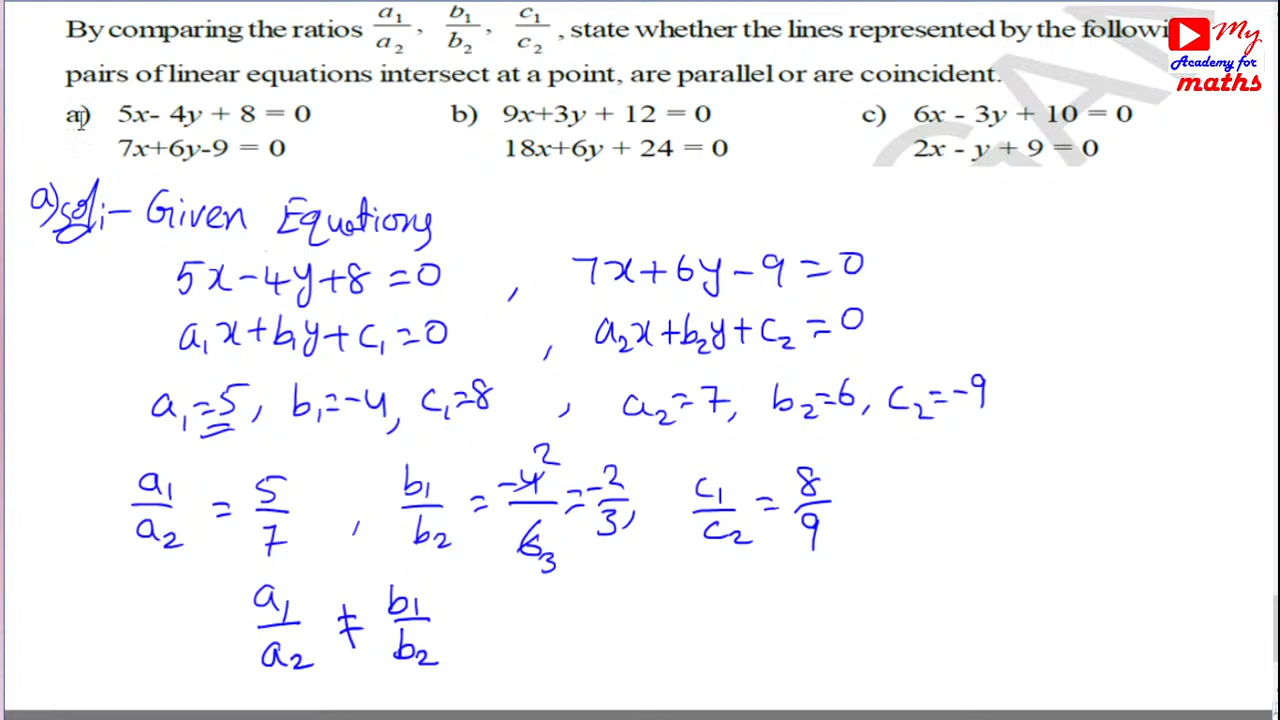 By comparing the ratios a₁/a₂, b₁/b₂, c₁/c₂, state whether the lines represented by the followi
pairs of linear equations intersect at a point, are parallel or are coincident.
My
Academy for
maths
a) 5x- 4y + 8 = 0 b) 9x+3y + 12 = 0 c) 6x - 3y + 10 = 0
7x+6y-9 = 0 18x+6y + 24 = 0 2x - y + 9 = 0
a) Sol:- Given Equations
5x-4y+8=0 , 7x+6y-9=0
a₁x+b₁y+c₁=0 , a₂x+b₂y+c₂=0
a₁=5, b₁=-4, c₁=8 , a₂=7, b₂=6, c₂=-9
a₁/a₂ = 5/7 , b₁/b₂ = -4 2/6 3 = -2/3, c₁/c₂ = 8/9
a₁/a₂ ≠ b₁/b₂